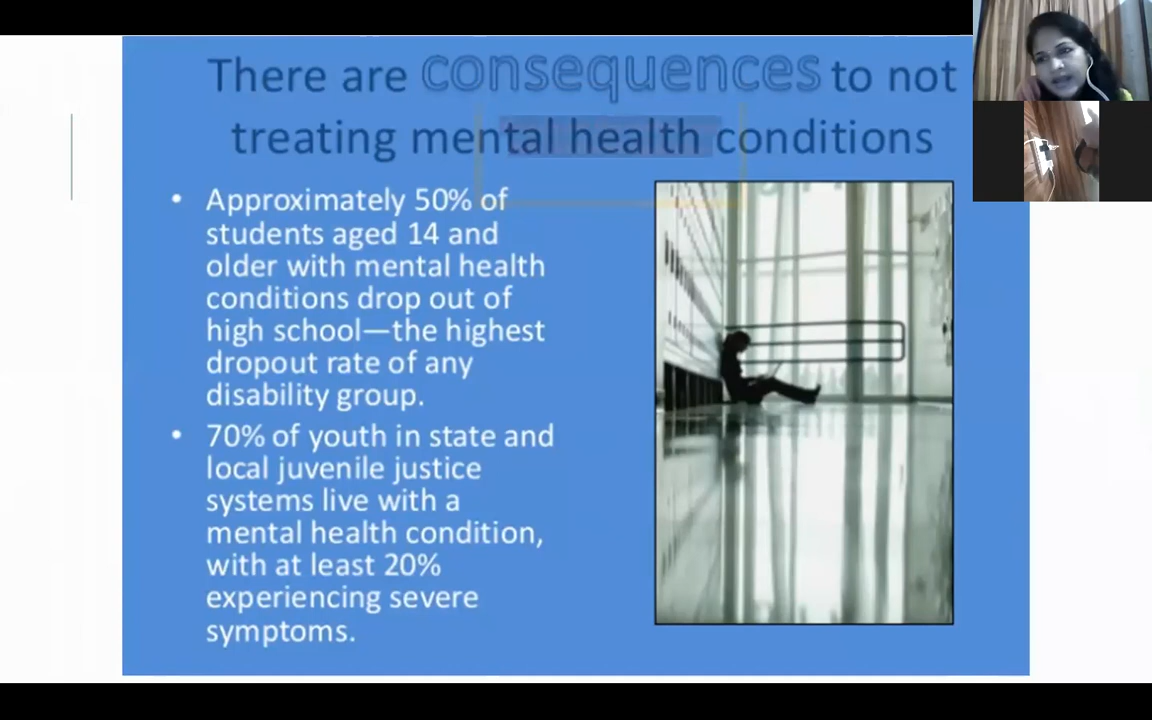 There are consequences to not
treating mental health conditions
• Approximately 50% of
students aged 14 and
older with mental health
conditions drop out of
high school—the highest
dropout rate of any
disability group.
• 70% of youth in state and
local juvenile justice
systems live with a
mental health condition,
with at least 20%
experiencing severe
symptoms.